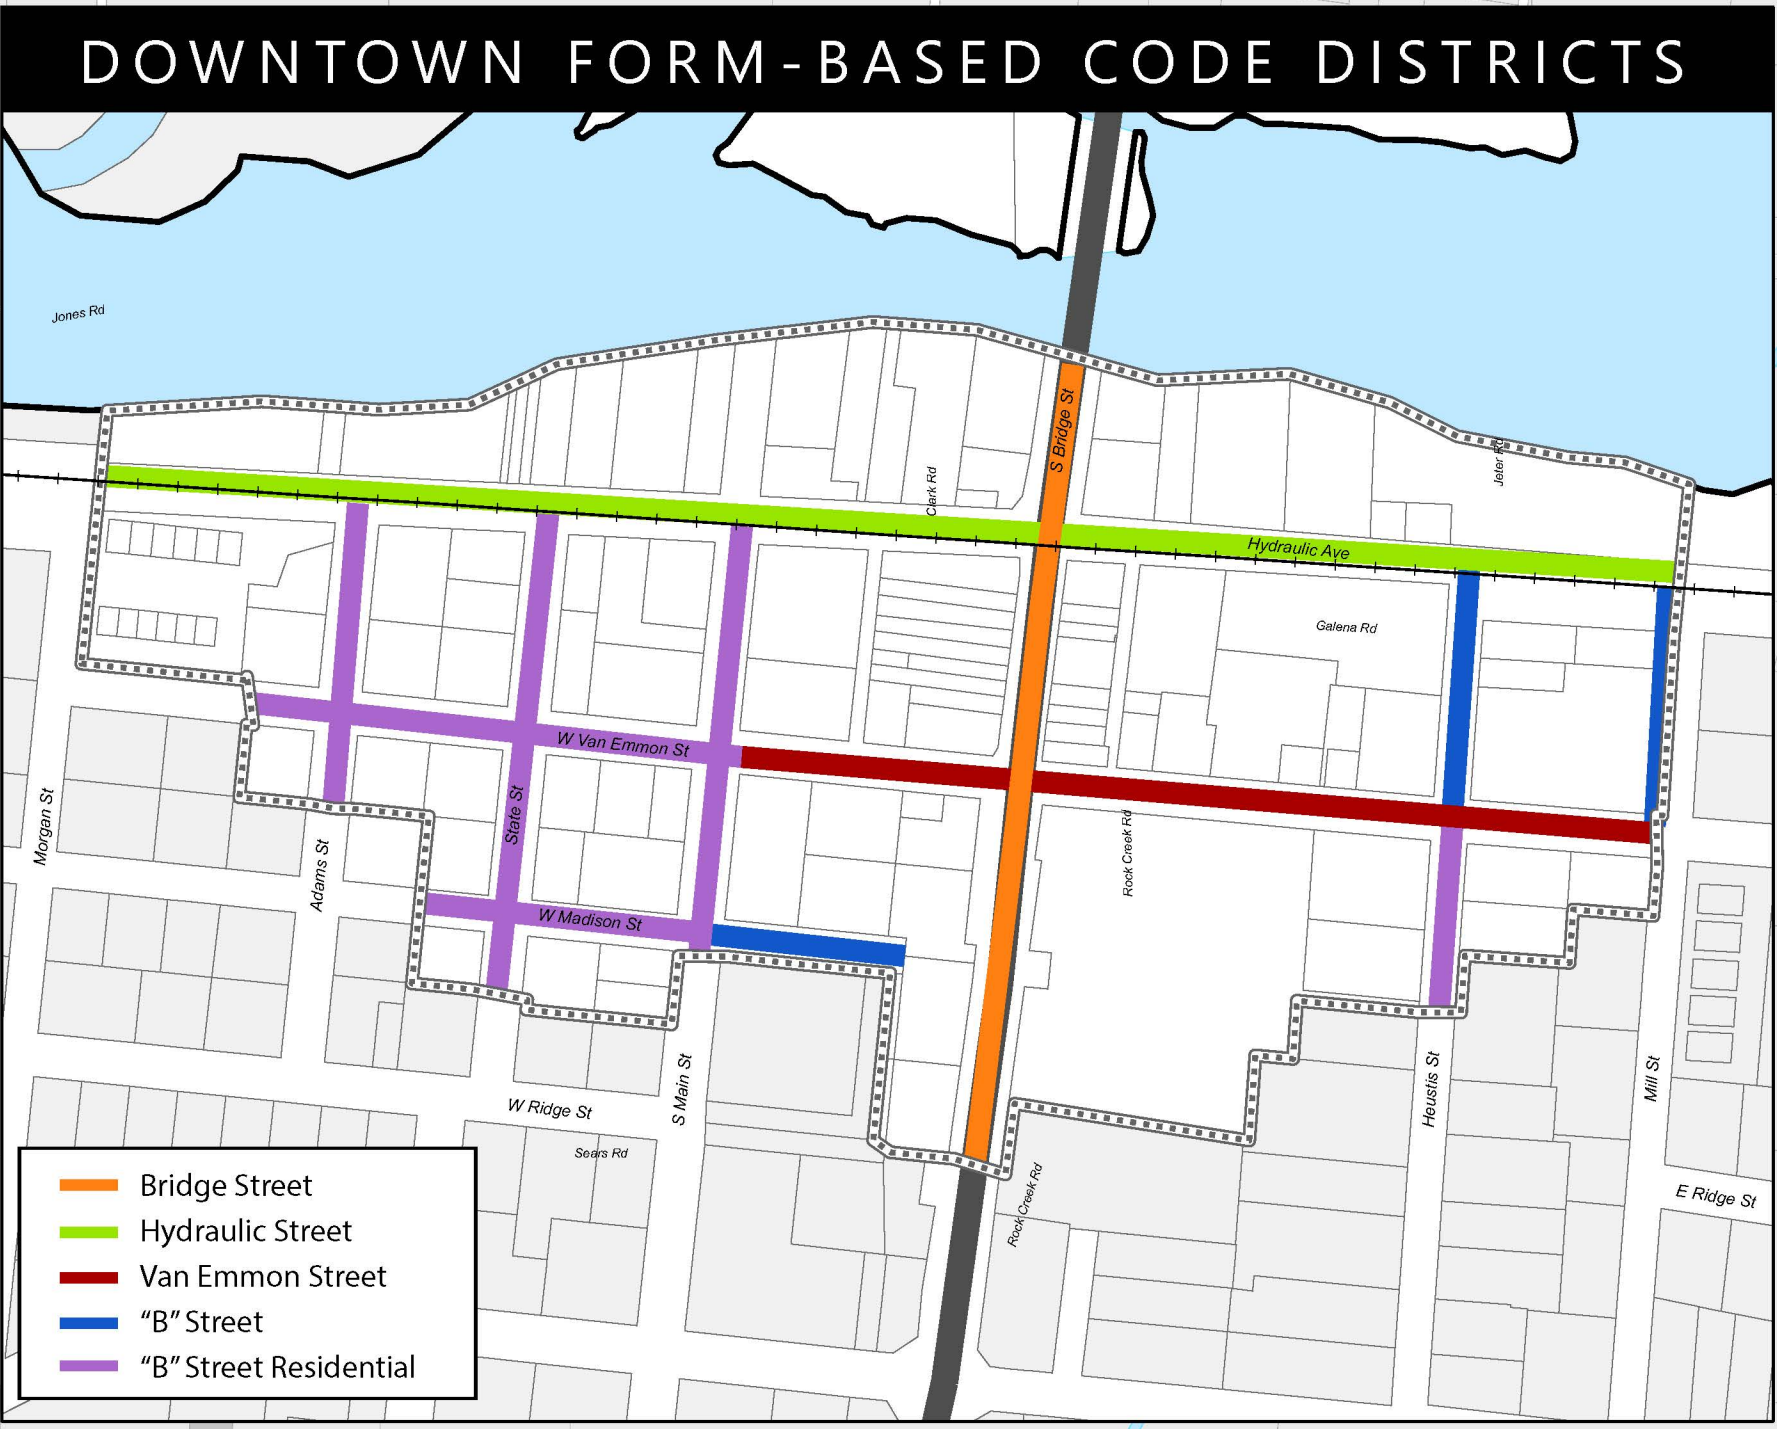 DOWNTOWN FORM-BASED CODE DISTRICTS
Jones Rd
S Bridge St
Clark Rd
Jeter Rd
Hydraulic Ave
Galena Rd
W Van Emmon St
State St
Morgan St
Adams St
Rock Creek Rd
W Madison St
S Main St
Heustis St
Mill St
W Ridge St
Sears Rd
Rock Creek Rd
E Ridge St
Bridge Street
Hydraulic Street
Van Emmon Street
“B” Street
“B” Street Residential